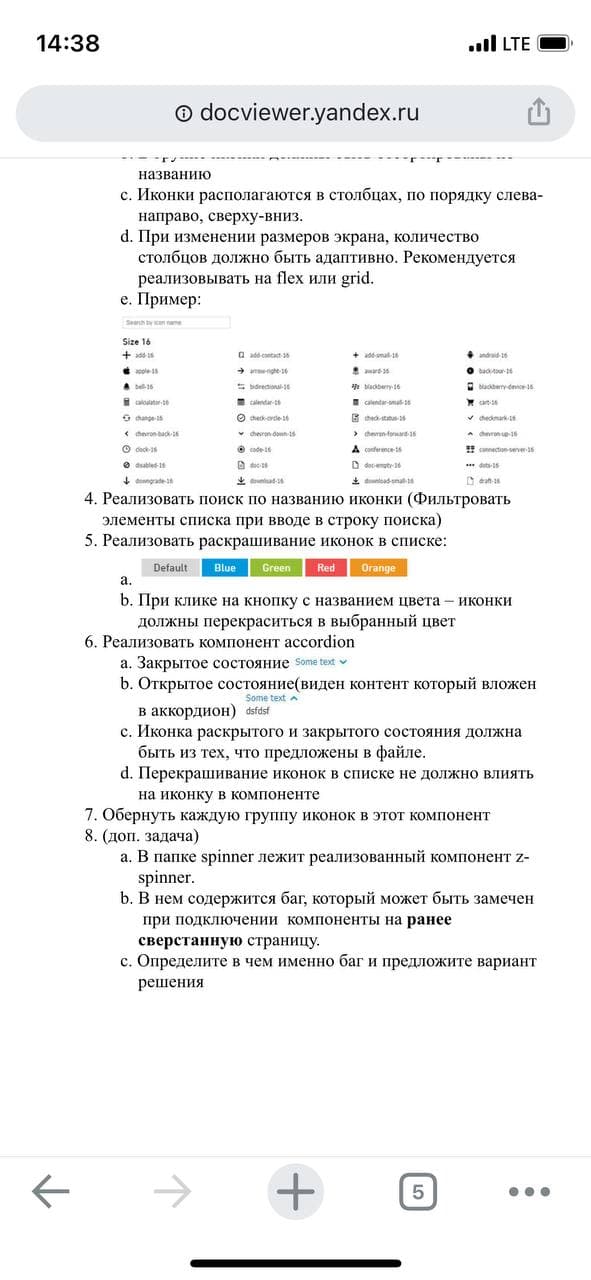 14:38
LTE
docviewer.yandex.ru
названию
c. Иконки располагаются в столбцах, по порядку слева-
направо, сверху-вниз.
d. При изменении размеров экрана, количество
столбцов должно быть адаптивно. Рекомендуется
реализовывать на flex или grid.
e. Пример:
Search by icon name
Size 16
add-16 add-contact-16 add-small-16 android-16
apple-16 arrow-right-16 award-16 back-tour-16
bell-16 bidirectional-16 blackberry-16 blackberry-device-16
calculator-16 calendar-16 calendar-small-16 cart-16
change-16 check-circle-16 check-status-16 checkmark-16
chevron-back-16 chevron-down-16 chevron-forward-16 chevron-up-16
clock-16 code-16 conference-16 connection-server-16
disabled-16 doc-16 doc-empty-16 dots-16
downgrade-16 download-16 download-small-16 draft-16
4. Реализовать поиск по названию иконки (Фильтровать
элементы списка при вводе в строку поиска)
5. Реализовать раскрашивание иконок в списке:
a. Default Blue Green Red Orange
b. При клике на кнопку с названием цвета – иконки
должны перекраситься в выбранный цвет
6. Реализовать компонент accordion
a. Закрытое состояние Some text
b. Открытое состояние(виден контент который вложен
Some text
в аккордион) dsfdsf
c. Иконка раскрытого и закрытого состояния должна
быть из тех, что предложены в файле.
d. Перекрашивание иконок в списке не должно влиять
на иконку в компоненте
7. Обернуть каждую группу иконок в этот компонент
8. (доп. задача)
a. В папке spinner лежит реализованный компонент z-
spinner.
b. В нем содержится баг, который может быть замечен
при подключении компоненты на ранее
сверстанную страницу.
c. Определите в чем именно баг и предложите вариант
решения
5